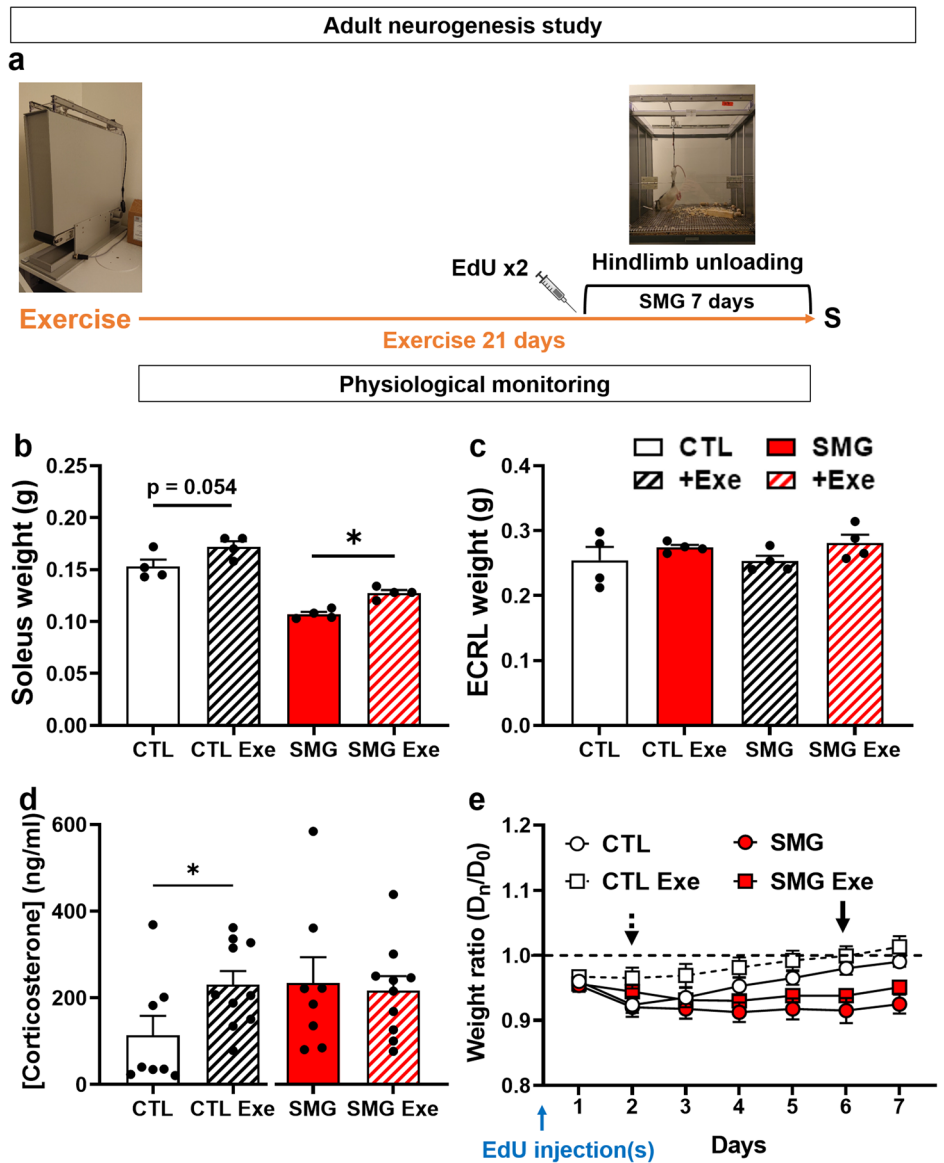 Adult neurogenesis study
a
EdU x2
Hindlimb unloading
SMG 7 days
Exercise
S
Exercise 21 days
Physiological monitoring
b
Soleus weight (g)
0.25
0.20
0.15
0.10
0.05
0.00
p = 0.054
*
CTL
CTL Exe
SMG
SMG Exe
c
CTL
SMG
+Exe
+Exe
ECRL weight (g)
0.4
0.3
0.2
0.1
0.0
CTL
CTL Exe
SMG
SMG Exe
d
[Corticosterone] (ng/ml)
600
400
200
0
*
CTL
CTL Exe
SMG
SMG Exe
e
CTL
SMG
CTL Exe
SMG Exe
Weight ratio (Dn/D0)
1.2
1.1
1.0
0.9
0.8
1 2 3 4 5 6 7
Days
EdU injection(s)